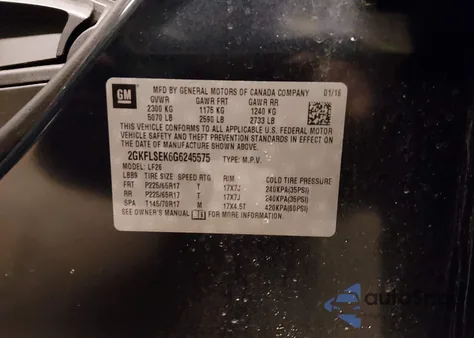 GM
MFD BY GENERAL MOTORS OF CANADA COMPANY 01/16
GVWR GAWR FRT GAWR RR
2300 KG 1175 KG 1240 KG
5070 LB 2590 LB 2733 LB
THIS VEHICLE CONFORMS TO ALL APPLICABLE U.S. FEDERAL MOTOR
VEHICLE SAFETY AND THEFT PREVENTION STANDARDS IN EFFECT ON
THE DATE OF MANUFACTURE SHOWN ABOVE.
2GKFLSEK6G6245575 TYPE: M.P.V.
MODEL: LF26
LBB9 TIRE SIZE SPEED RTG RIM COLD TIRE PRESSURE
FRT P225/65R17 T 17X7J 240KPA(35PSI)
RR P225/65R17 T 17X7J 240KPA(35PSI)
SPA T145/70R17 M 17X4.5T 420KPA(60PSI)
SEE OWNER'S MANUAL FOR MORE INFORMATION.